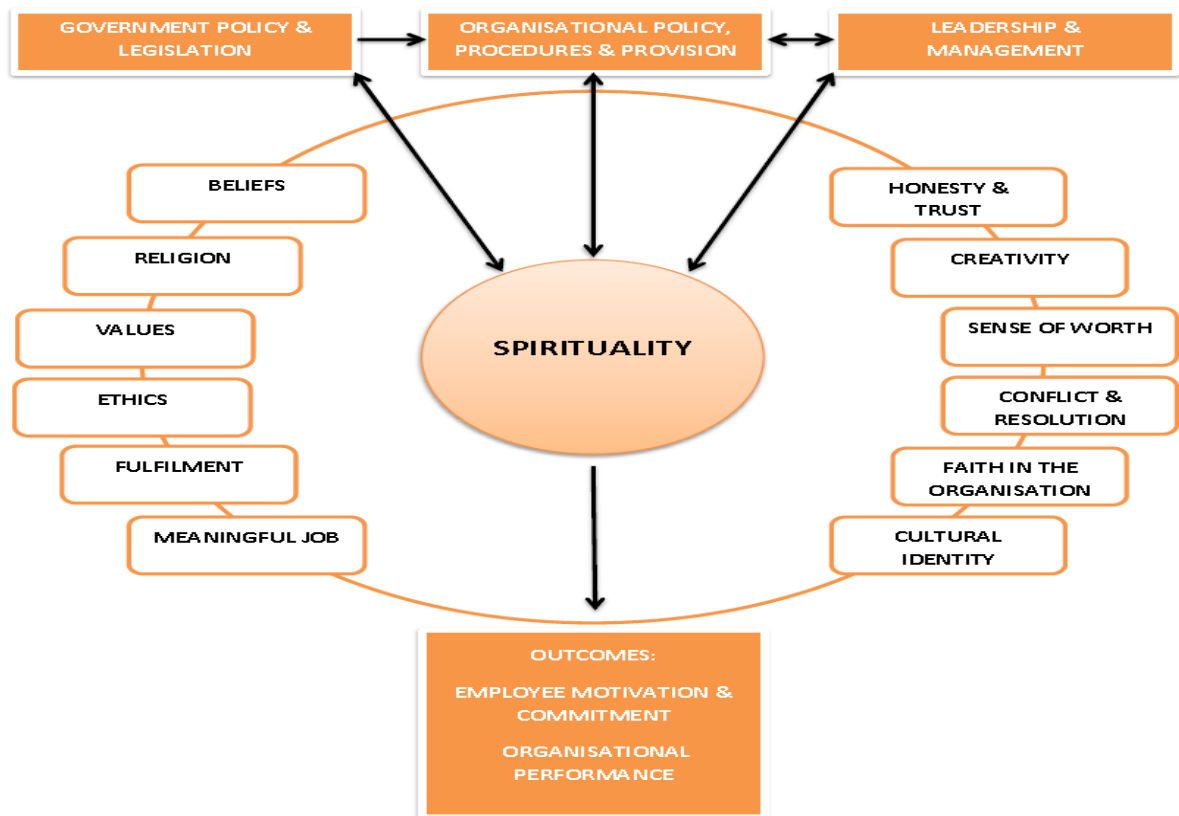 GOVERNMENT POLICY &
LEGISLATION
ORGANISATIONAL POLICY,
PROCEDURES & PROVISION
LEADERSHIP &
MANAGEMENT
BELIEFS
RELIGION
VALUES
ETHICS
FULFILMENT
MEANINGFUL JOB
SPIRITUALITY
HONESTY &
TRUST
CREATIVITY
SENSE OF WORTH
CONFLICT &
RESOLUTION
FAITH IN THE
ORGANISATION
CULTURAL
IDENTITY
OUTCOMES:
EMPLOYEE MOTIVATION &
COMMITMENT
ORGANISATIONAL
PERFORMANCE